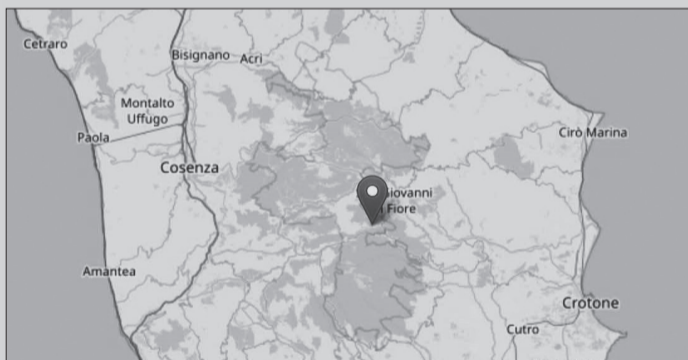 Cetraro
Bisignano
Acri
Montalto
Uffugo
Paola
Cirò Marina
Cosenza
Giovanni
Fiore
Amantea
Crotone
Cutro